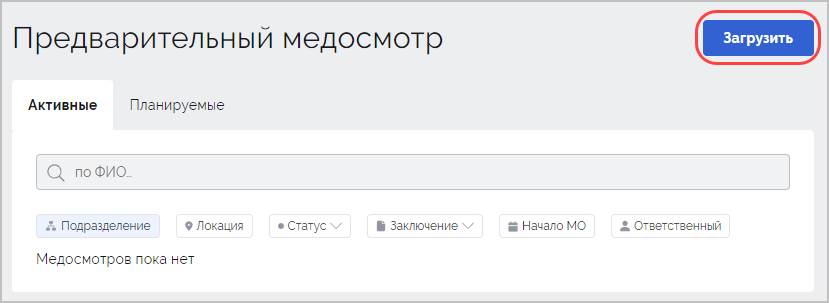 Предварительный медосмотр
Загрузить
Активные Планируемые
по ФИО...
Подразделение Локация Статус Заключение Начало МО Ответственный
Медосмотров пока нет